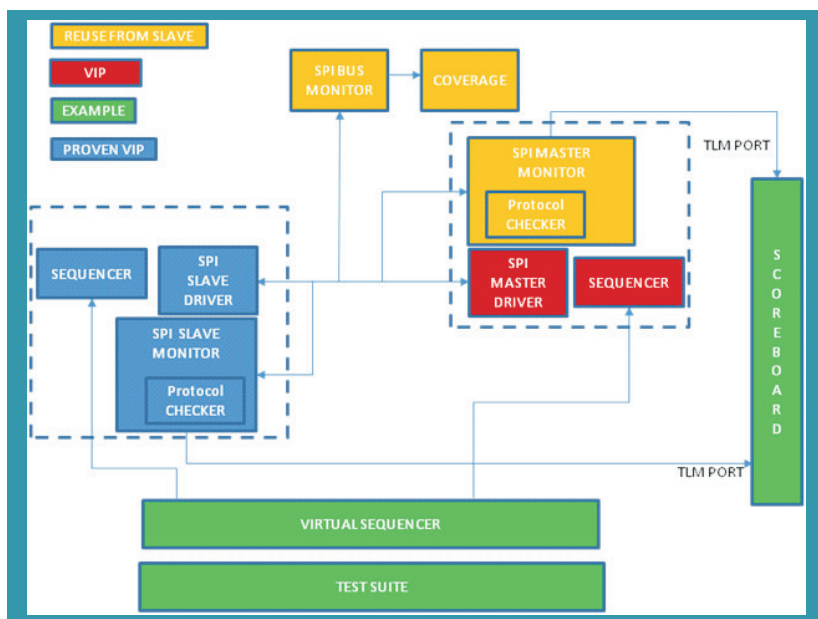 REUSE FROM SLAVE
VIP
EXAMPLE
PROVEN VIP
SPI BUS
MONITOR
COVERAGE
SPI MASTER
MONITOR
Protocol
CHECKER
TLM PORT
SPI
MASTER
DRIVER
SEQUENCER
SEQUENCER
SPI
SLAVE
DRIVER
SPI SLAVE
MONITOR
Protocol
CHECKER
SCOREBOARD
TLM PORT
VIRTUAL SEQUENCER
TEST SUITE